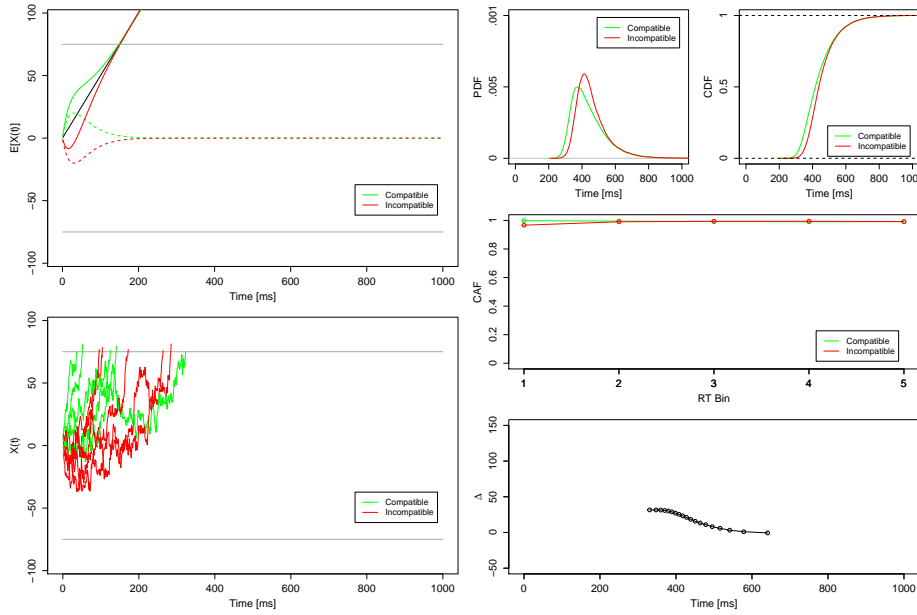 100
50
0
−50
−100
E[X(t)]
Compatible
Incompatible
0 200 400 600 800 1000
Time [ms]
100
50
0
−50
−100
X(t)
Compatible
Incompatible
0 200 400 600 800 1000
Time [ms]
.001
0.005
0
PDF
Compatible
Incompatible
0 200 400 600 800 1000
Time [ms]
1
0.5
0
CDF
Compatible
Incompatible
0 200 400 600 800 1000
Time [ms]
1
0.8
0.6
0.4
0.2
0
CAF
Compatible
Incompatible
1 2 3 4 5
RT Bin
150
100
50
0
Δ
0 200 400 600 800 1000
Time [ms]